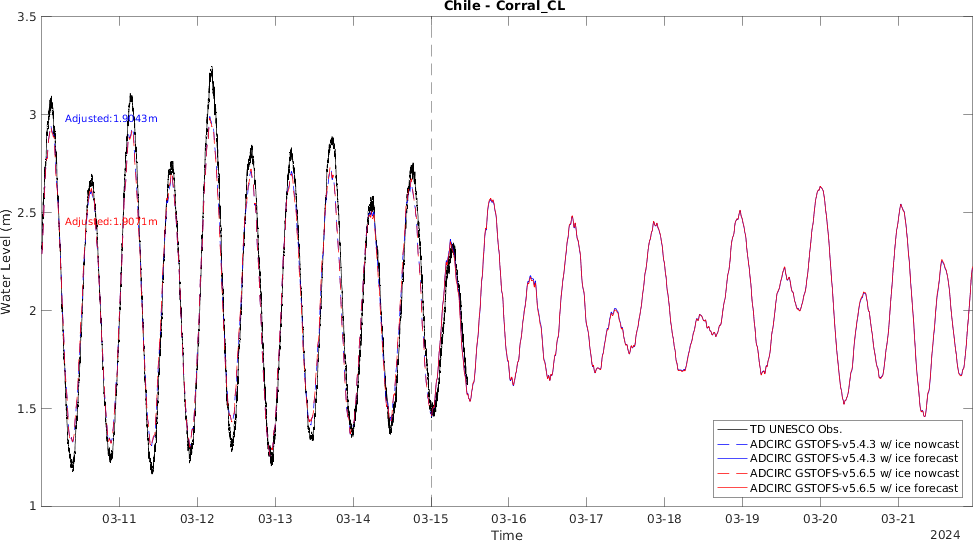 Chile - Corral_CL
3.5
3
2.5
2
1.5
1
Water Level (m)
Adjusted:1.9043m
Adjusted:1.9071m
03-11
03-12
03-13
03-14
03-15
03-16
03-17
03-18
03-19
03-20
03-21
Time
2024
TD UNESCO Obs.
ADCIRC GSTOFS-v5.4.3 w/ ice nowcast
ADCIRC GSTOFS-v5.4.3 w/ ice forecast
ADCIRC GSTOFS-v5.6.5 w/ ice nowcast
ADCIRC GSTOFS-v5.6.5 w/ ice forecast